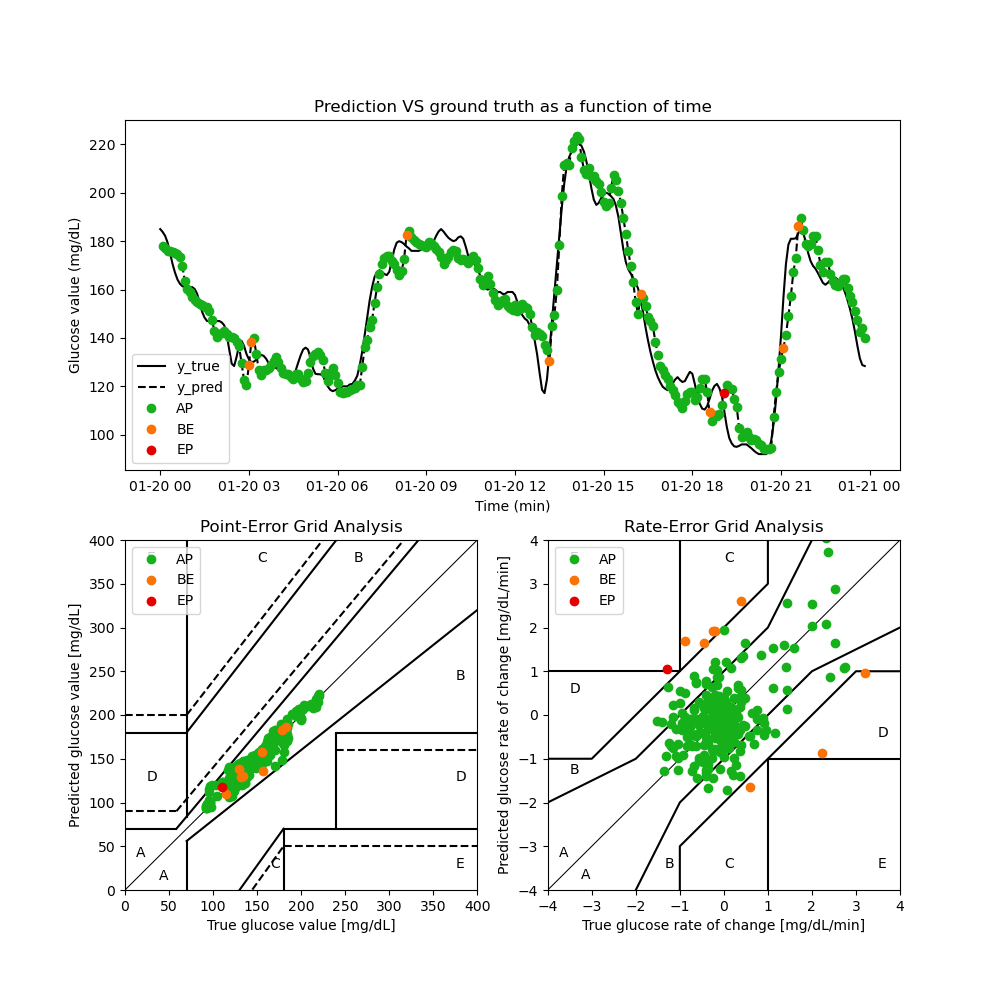 Prediction VS ground truth as a function of time
Glucose value (mg/dL)
220
200
180
160
140
120
100
y_true
y_pred
AP
BE
EP
01-20 00 01-20 03 01-20 06 01-20 09 01-20 12 01-20 15 01-20 18 01-20 21 01-21 00
Time (min)
Point-Error Grid Analysis
Predicted glucose value [mg/dL]
400
350
300
250
200
150
100
50
0
AP
BE
EP
C B
B
D D
A
A C E
0 50 100 150 200 250 300 350 400
True glucose value [mg/dL]
Rate-Error Grid Analysis
Predicted glucose rate of change [mg/dL/min]
4
3
2
1
0
−1
−2
−3
−4
AP
BE
EP
C
D
D
B
A
A B C E
−4 −3 −2 −1 0 1 2 3 4
True glucose rate of change [mg/dL/min]